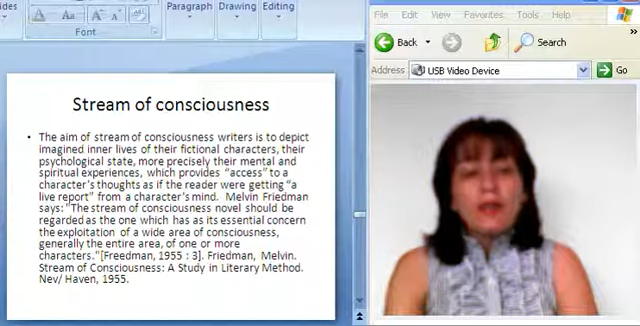 des
Paragraph
Drawing
Editing
A
A
A
Font
Stream of consciousness
• The aim of stream of consciousness writers is to depict
imagined inner lives of their fictional characters, their
psychological state, more precisely their mental and
spiritual experiences, which provides "access" to a
character's thoughts as if the reader were getting "a
live report" from a character's mind. Melvin Friedman
says: "The stream of consciousness novel should be
regarded as the one which has as its essential concern
the exploitation of a wide area of consciousness,
generally the entire area, of one or more
characters."[Freedman, 1955 : 3]. Friedman, Melvin.
Stream of Consciousness: A Study in Literary Method.
Nev/ Haven, 1955.
File Edit View Favorites Tools Help »
Back Search »
Address USB Video Device Go